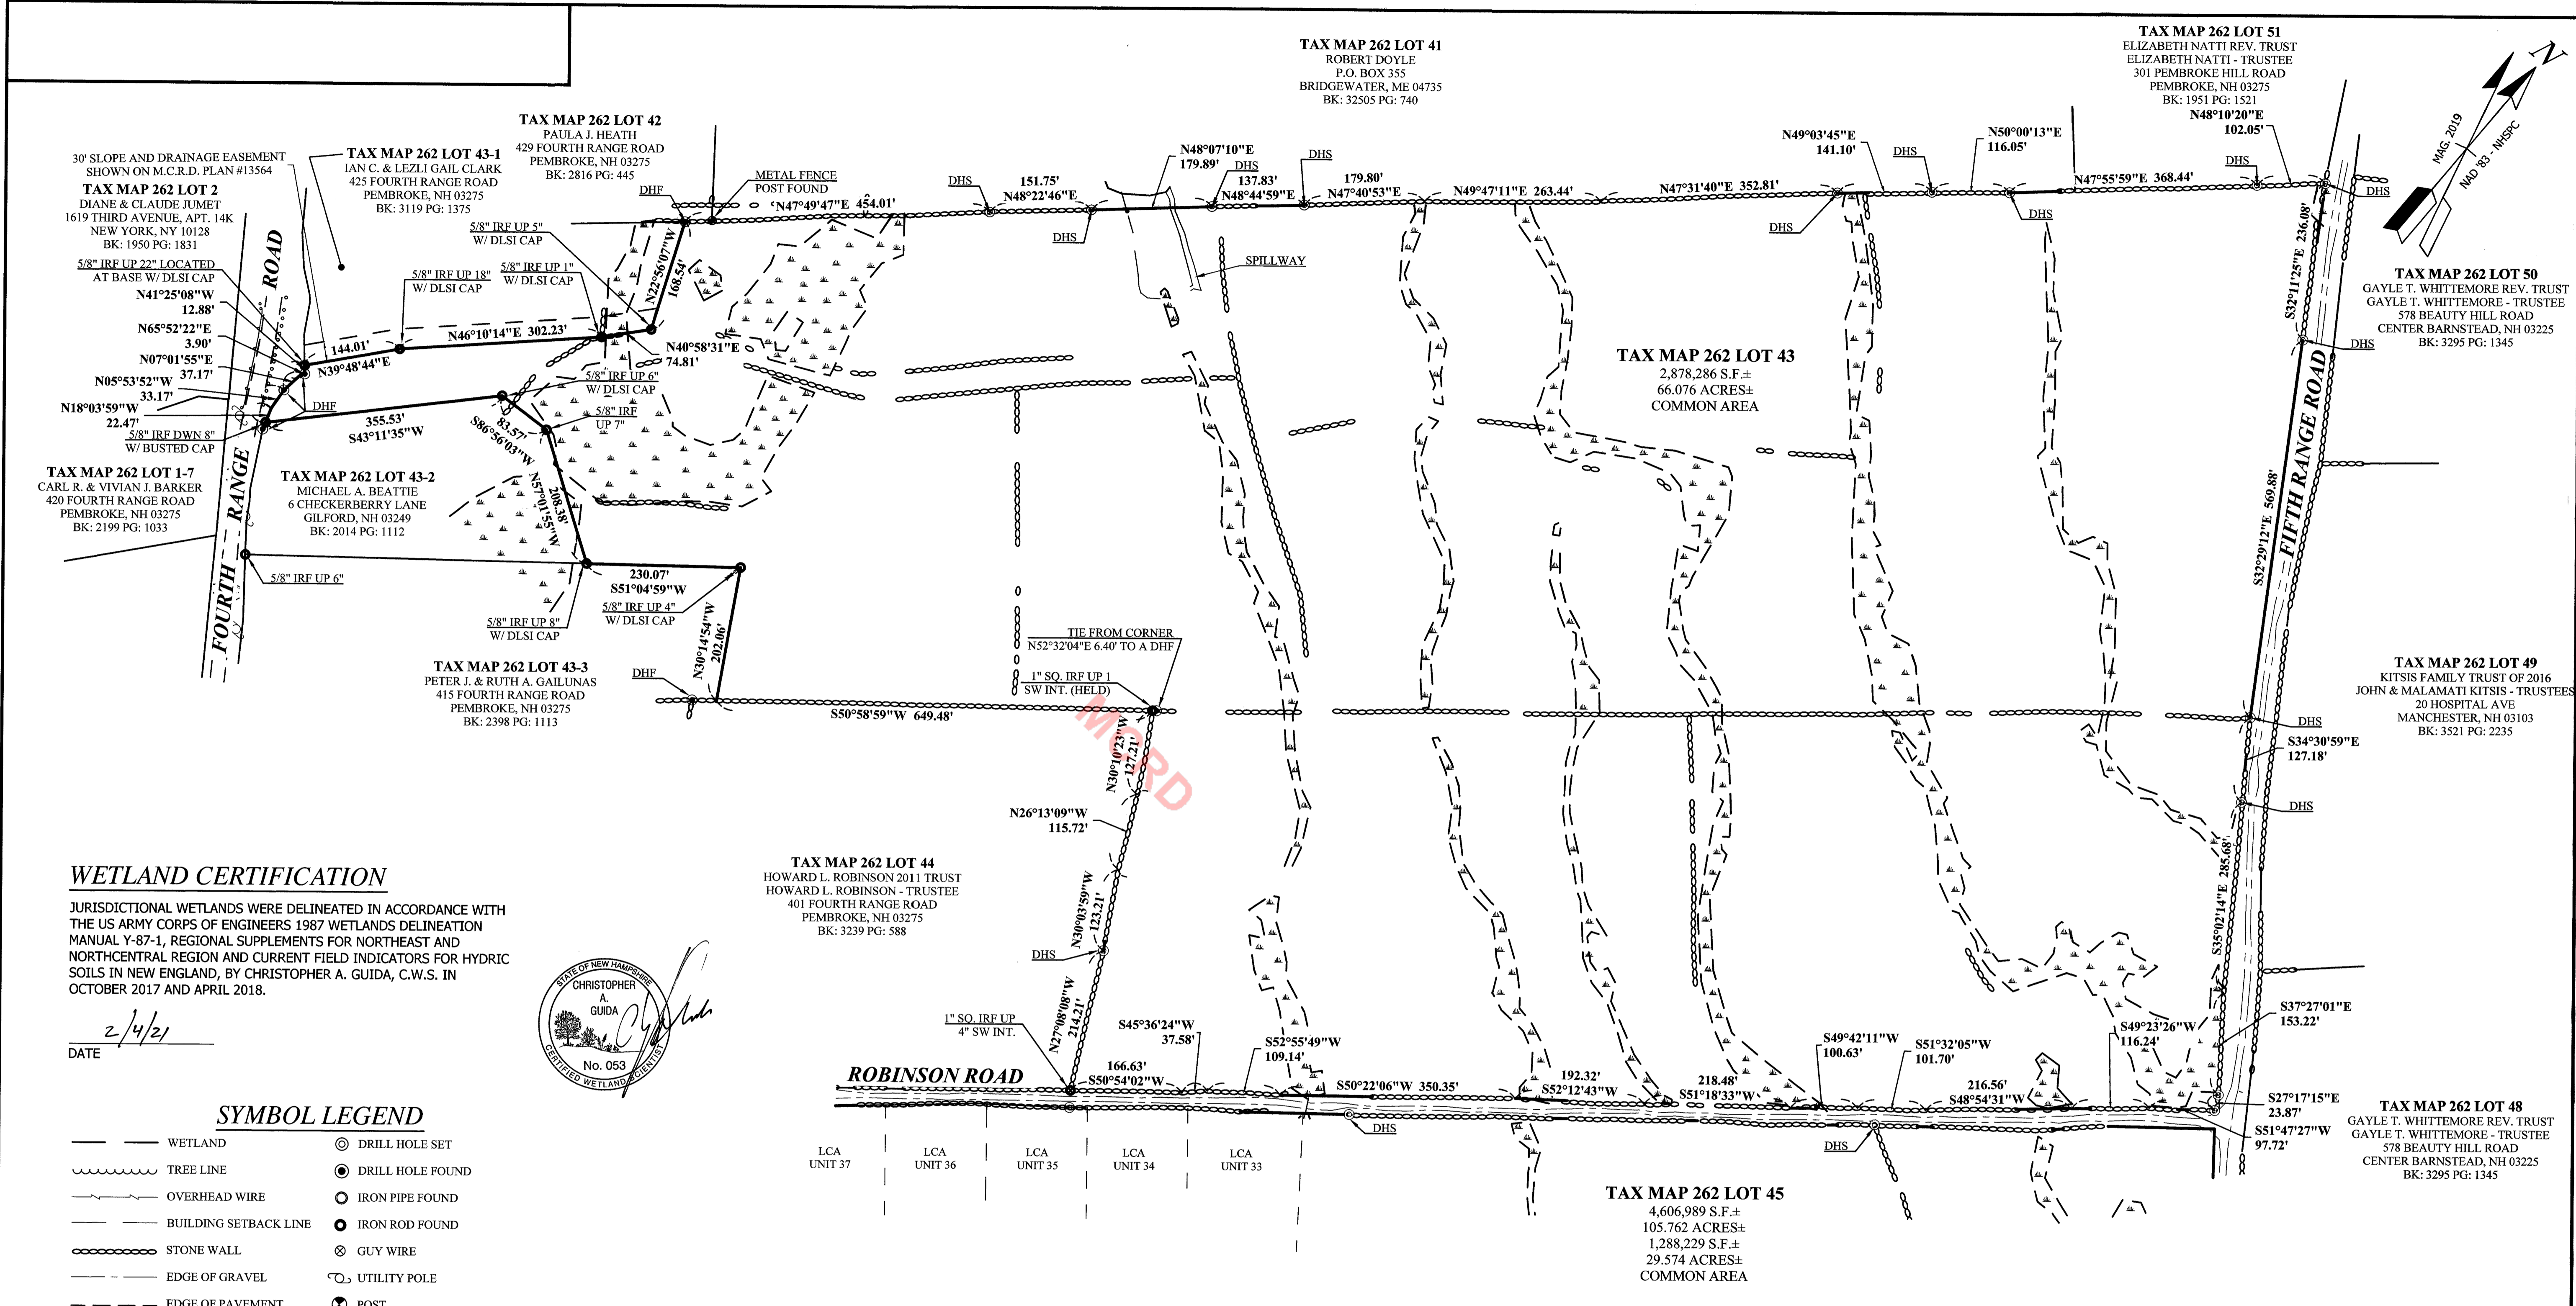 TAX MAP 262 LOT 41
ROBERT DOYLE
P.O. BOX 355
BRIDGEWATER, ME 04735
BK: 32505 PG: 740
TAX MAP 262 LOT 51
ELIZABETH NATTI REV. TRUST
ELIZABETH NATTI - TRUSTEE
301 PEMBROKE HILL ROAD
PEMBROKE, NH 03275
BK: 1951 PG: 1521
N48°10'20"E
102.05'
N
MAG. 2019
NAD '83 - NHSPC
TAX MAP 262 LOT 42
PAULA J. HEATH
429 FOURTH RANGE ROAD
PEMBROKE, NH 03275
BK: 2816 PG: 445
30' SLOPE AND DRAINAGE EASEMENT
SHOWN ON M.C.R.D. PLAN #13564
TAX MAP 262 LOT 43-1
IAN C. & LEZLI GAIL CLARK
425 FOURTH RANGE ROAD
PEMBROKE, NH 03275
BK: 3119 PG: 1375
TAX MAP 262 LOT 2
DIANE & CLAUDE JUMET
1619 THIRD AVENUE, APT. 14K
NEW YORK, NY 10128
BK: 1950 PG: 1831
5/8" IRF UP 22" LOCATED
AT BASE W/ DLSI CAP
N41°25'08"W
12.88'
N65°52'22"E
3.90'
N07°01'55"E
37.17'
N05°53'52"W
33.17'
N18°03'59"W
22.47'
5/8" IRF DWN 8"
W/ BUSTED CAP
DHF
METAL FENCE
POST FOUND
DHF
5/8" IRF UP 5"
W/ DLSI CAP
5/8" IRF UP 18"
W/ DLSI CAP
5/8" IRF UP 1"
W/ DLSI CAP
N47°49'47"E 454.01'
DHS
151.75'
N48°22'46"E
DHS
N48°07'10"E
179.89'
DHS
137.83'
N48°44'59"E
DHS
179.80'
N47°40'53"E
N49°47'11"E 263.44'
N47°31'40" E 352.81'
DHS
N49°03'45"E
141.10'
DHS
N50°00'13"E
116.05'
DHS
N47°55'59"E 368.44'
DHS
DHS
SPILLWAY
S32°11'25"E 236.08'
DHS
TAX MAP 262 LOT 50
GAYLE T. WHITTEMORE REV. TRUST
GAYLE T. WHITTEMORE - TRUSTEE
578 BEAUTY HILL ROAD
CENTER BARNSTEAD, NH 03225
BK: 3295 PG: 1345
144.01'
N39°48'44"E
N46°10'14"E 302.23'
N22°56'07"W
168.54'
N40°58'31"E
74.81'
5/8" IRF UP 6"
W/ DLSI CAP
5/8" IRF
UP 7"
355.53'
S43°11'35"W
83.57'
S86°56'03"W
208.38'
N57°01'55"W
TAX MAP 262 LOT 43
2,878,286 S.F.±
66.076 ACRES±
COMMON AREA
TAX MAP 262 LOT 1-7
CARL R. & VIVIAN J. BARKER
420 FOURTH RANGE ROAD
PEMBROKE, NH 03275
BK: 2199 PG: 1033
TAX MAP 262 LOT 43-2
MICHAEL A. BEATTIE
6 CHECKERBERRY LANE
GILFORD, NH 03249
BK: 2014 PG: 1112
FOURTH RANGE ROAD
5/8" IRF UP 6"
230.07'
S51°04'59"W
5/8" IRF UP 4"
W/ DLSI CAP
5/8" IRF UP 8"
W/ DLSI CAP
N30°14'54"W
202.06'
DHF
TAX MAP 262 LOT 43-3
PETER J. & RUTH A. GAILUNAS
415 FOURTH RANGE ROAD
PEMBROKE, NH 03275
BK: 2398 PG: 1113
TIE FROM CORNER
N52°32'04"E 6.40' TO A DHF
1" SQ. IRF UP 1
SW INT. (HELD)
S50°58'59"W 649.48'
MCRD
N30°10'23"W
127.21'
N26°13'09"W
115.72'
N30°03'59"W
123.21'
DHS
N27°08'08"W
214.21'
S32°29'12"E 569.88'
FIFTH RANGE ROAD
TAX MAP 262 LOT 49
KITSIS FAMILY TRUST OF 2016
JOHN & MALAMATI KITSIS - TRUSTEES
20 HOSPITAL AVE
MANCHESTER, NH 03103
BK: 3521 PG: 2235
DHS
S34°30'59"E
127.18'
DHS
S35°02'14"E 285.68'
S37°27'01"E
153.22'
TAX MAP 262 LOT 44
HOWARD L. ROBINSON 2011 TRUST
HOWARD L. ROBINSON - TRUSTEE
401 FOURTH RANGE ROAD
PEMBROKE, NH 03275
BK: 3239 PG: 588
WETLAND CERTIFICATION
JURISDICTIONAL WETLANDS WERE DELINEATED IN ACCORDANCE WITH
THE US ARMY CORPS OF ENGINEERS 1987 WETLANDS DELINEATION
MANUAL Y-87-1, REGIONAL SUPPLEMENTS FOR NORTHEAST AND
NORTHCENTRAL REGION AND CURRENT FIELD INDICATORS FOR HYDRIC
SOILS IN NEW ENGLAND, BY CHRISTOPHER A. GUIDA, C.W.S. IN
OCTOBER 2017 AND APRIL 2018.
2/4/21
DATE
STATE OF NEW HAMPSHIRE
CHRISTOPHER
A.
GUIDA
No. 053
CERTIFIED WETLAND SCIENTIST
1" SQ. IRF UP
4" SW INT.
ROBINSON ROAD
166.63'
S50°54'02"W
S45°36'24"W
37.58'
S52°55'49"W
109.14'
S50°22'06"W 350.35'
192.32'
S52°12'43"W
218.48'
S51°18'33"W
S49°42'11"W
100.63'
S51°32'05"W
101.70'
216.56'
S48°54'31"W
S49°23'26"W
116.24'
S27°17'15"E
23.87'
S51°47'27"W
97.72'
DHS
DHS
TAX MAP 262 LOT 48
GAYLE T. WHITTEMORE REV. TRUST
GAYLE T. WHITTEMORE - TRUSTEE
578 BEAUTY HILL ROAD
CENTER BARNSTEAD, NH 03225
BK: 3295 PG: 1345
LCA
UNIT 37
LCA
UNIT 36
LCA
UNIT 35
LCA
UNIT 34
LCA
UNIT 33
TAX MAP 262 LOT 45
4,606,989 S.F.±
105.762 ACRES±
1,288,229 S.F.±
29.574 ACRES±
COMMON AREA
SYMBOL LEGEND
WETLAND
DRILL HOLE SET
TREE LINE
DRILL HOLE FOUND
OVERHEAD WIRE
IRON PIPE FOUND
BUILDING SETBACK LINE
IRON ROD FOUND
STONE WALL
GUY WIRE
EDGE OF GRAVEL
UTILITY POLE
EDGE OF PAVEMENT
POST